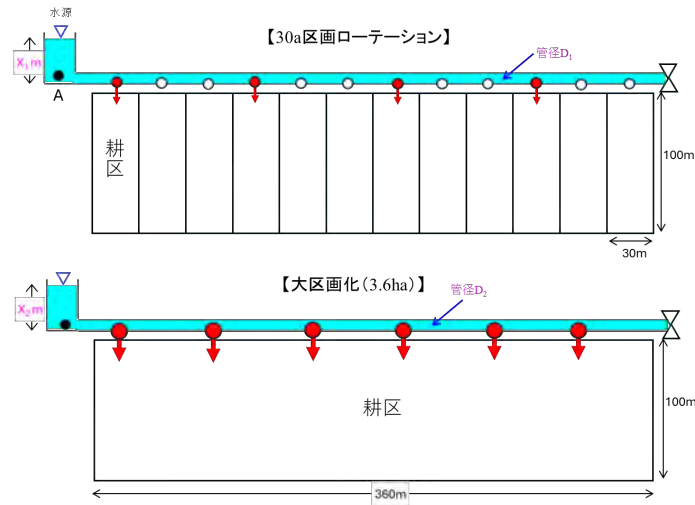 水源
【30a区画ローテーション】
管径D₁
X₁m
A
耕区
100m
30m
【大区画化（3.6ha）】
管径D₂
X₂m
耕区
100m
360m